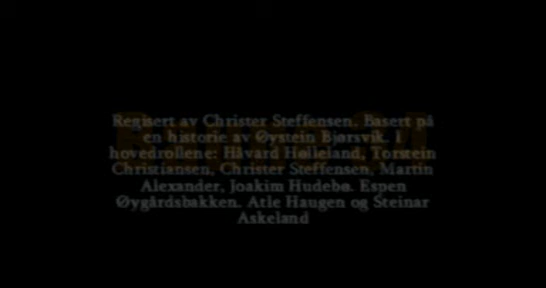 Regisert av Christer Steffensen. Basert på
en historie av Øystein Bjørsvik. I
hovedrollene: Håvard Hølleland, Torstein
Christiansen, Christer Steffensen. Martin
Alexander, Joakim Hudebø. Espen
Øygårdsbakken. Atle Haugen og Steinar
Askeland